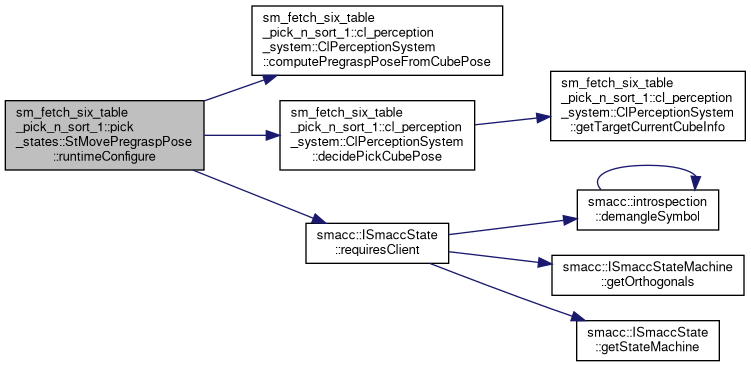 sm_fetch_six_table
_pick_n_sort_1::cl_perception
_system::ClPerceptionSystem
::computePregraspPoseFromCubePose
sm_fetch_six_table
_pick_n_sort_1::pick
_states::StMovePregraspPose
::runtimeConfigure
sm_fetch_six_table
_pick_n_sort_1::cl_perception
_system::ClPerceptionSystem
::decidePickCubePose
sm_fetch_six_table
_pick_n_sort_1::cl_perception
_system::ClPerceptionSystem
::getTargetCurrentCubeInfo
smacc::ISmaccState
::requiresClient
smacc::introspection
::demangleSymbol
smacc::ISmaccStateMachine
::getOrthogonals
smacc::ISmaccState
::getStateMachine